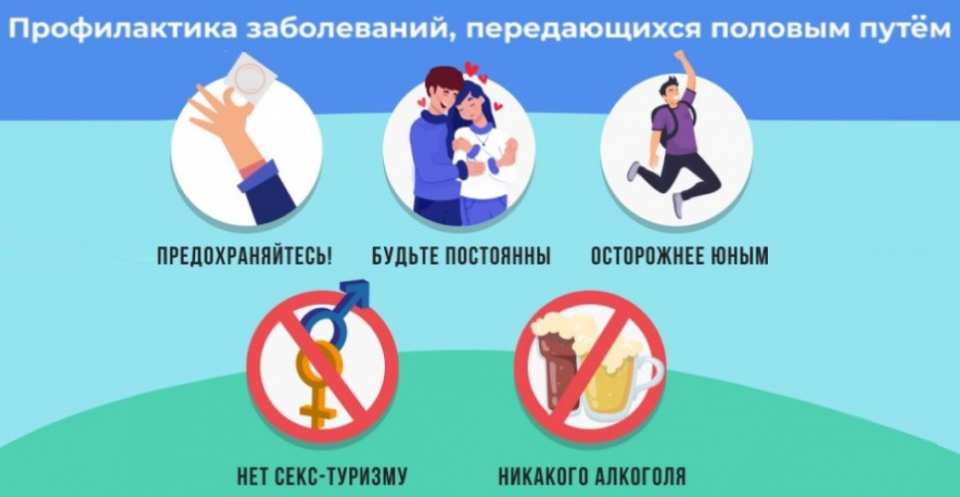 Профилактика заболеваний, передающихся половым путём
ПРЕДОХРАНЯЙТЕСЬ!
БУДЬТЕ ПОСТОЯННЫ
ОСТОРОЖНЕЕ ЮНЫМ
НЕТ СЕКС-ТУРИЗМУ
НИКАКОГО АЛКОГОЛЯ